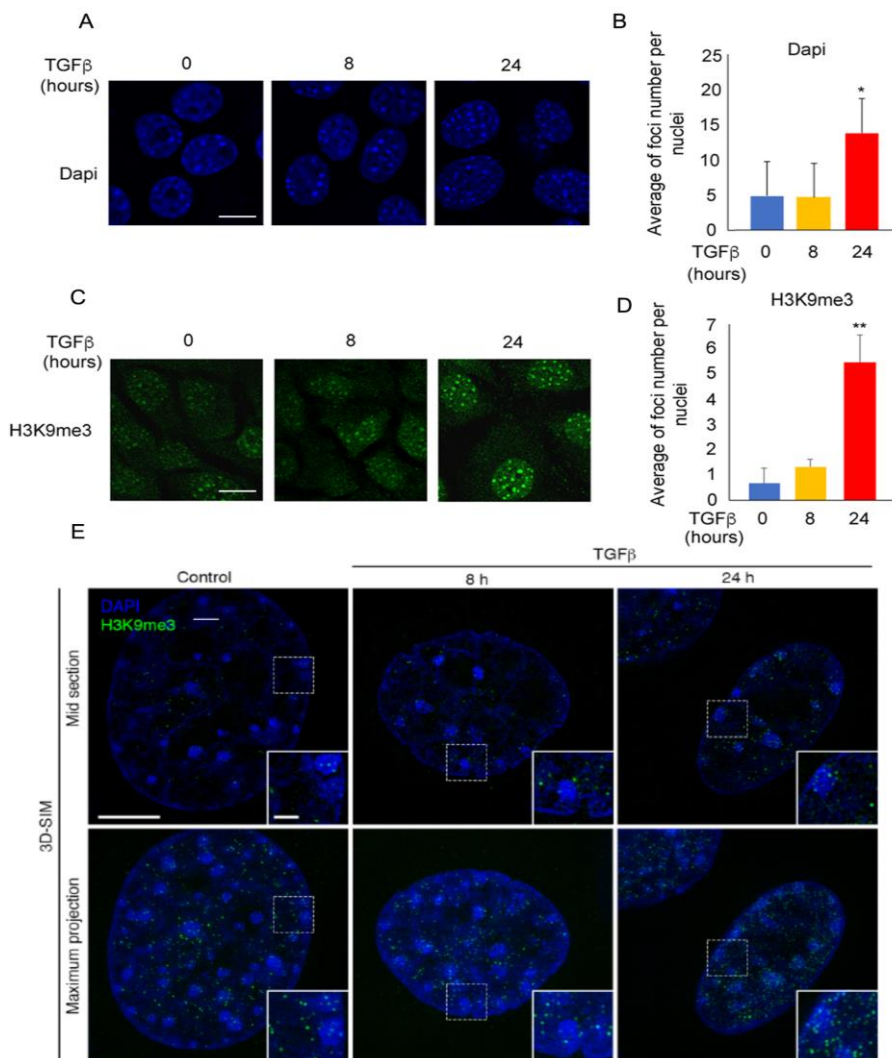 A
TGFβ
(hours)
0
8
24
Dapi
B
Dapi
Average of foci number per
nuclei
25
20
15
10
5
0
*
TGFβ
(hours)
0
8
24
C
TGFβ
(hours)
0
8
24
H3K9me3
D
H3K9me3
Average of foci number per
nuclei
7
6
5
4
3
2
1
0
**
TGFβ
(hours)
0
8
24
E
TGFβ
Control
8 h
24 h
DAPI
H3K9me3
3D-SIM
Mid section
Maximum projection